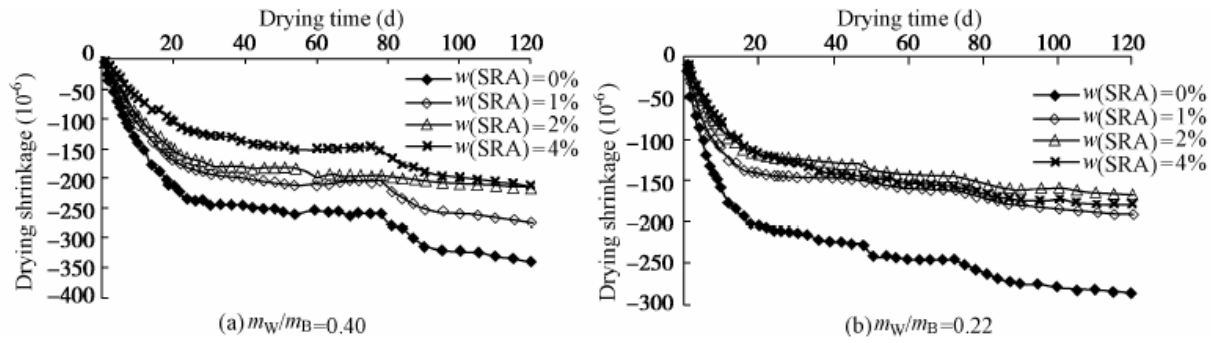 Drying time (d)
0 20 40 60 80 100 120
0
−50
−100
−150
−200
−250
−300
−350
−400
Drying shrinkage (10⁻⁶)
w(SRA)=0%
w(SRA)=1%
w(SRA)=2%
w(SRA)=4%
(a) mW/mB=0.40
Drying time (d)
0 20 40 60 80 100 120
0
−50
−100
−150
−200
−250
−300
Drying shrinkage (10⁻⁶)
w(SRA)=0%
w(SRA)=1%
w(SRA)=2%
w(SRA)=4%
(b) mW/mB=0.22